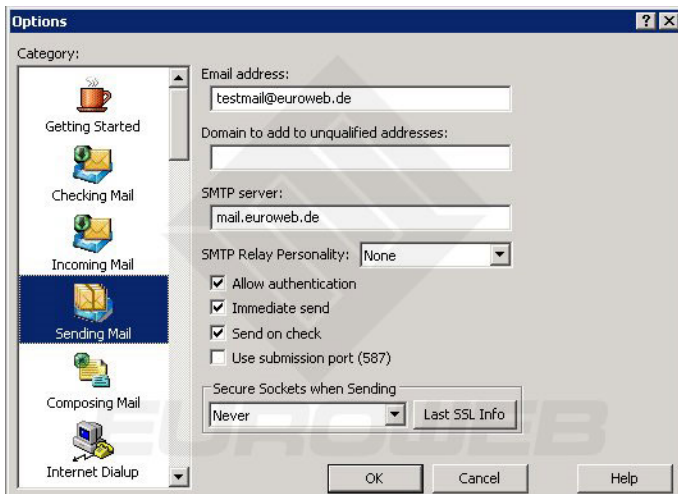 Options
Category:
Getting Started
Checking Mail
Incoming Mail
Sending Mail
Composing Mail
Internet Dialup
Email address:
testmail@euroweb.de
Domain to add to unqualified addresses:
SMTP server:
mail.euroweb.de
SMTP Relay Personality: None
Allow authentication
Immediate send
Send on check
Use submission port (587)
Secure Sockets when Sending
Never Last SSL Info
EUROWEB
OK Cancel Help